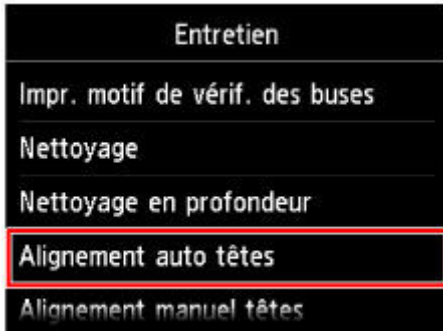 Entretien
Impr. motif de vérif. des buses
Nettoyage
Nettoyage en profondeur
Alignement auto têtes
Alignement manuel têtes